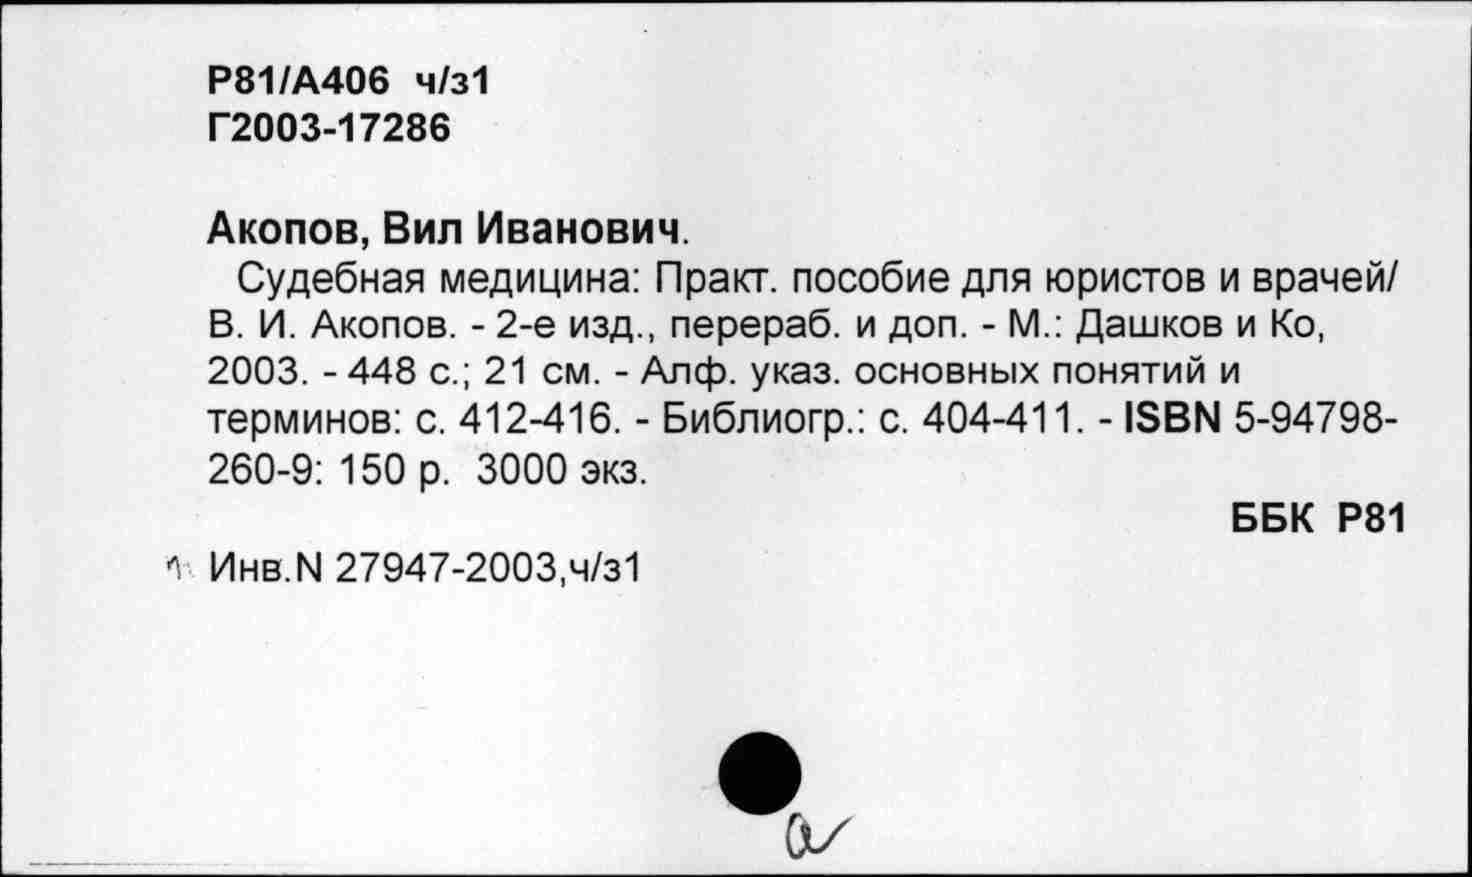 Р81/А406 ч/з1
Г2003-17286
Акопов, Вил Иванович.
Судебная медицина: Практ. пособие для юристов и врачей/
В. И. Акопов. - 2-е изд., перераб. и доп. - М.: Дашков и Ко,
2003. - 448 с.; 21 см. - Алф. указ. основных понятий и
терминов: с. 412-416. - Библиогр.: с. 404-411. - ISBN 5-94798-
260-9: 150 р. 3000 экз.
ББК Р81
Инв.N 27947-2003,ч/з1